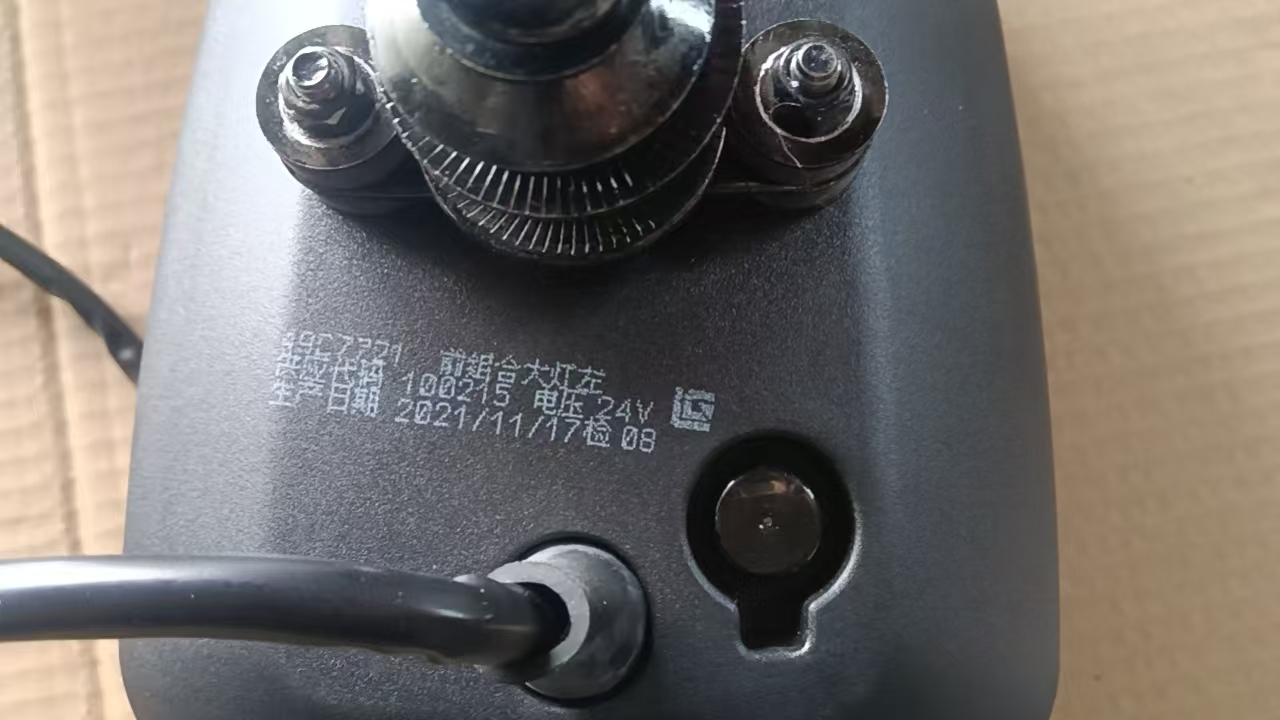 49C7721 前组合大灯左
供应代码 100215 电压 24V
生产日期 2021/11/17检 08